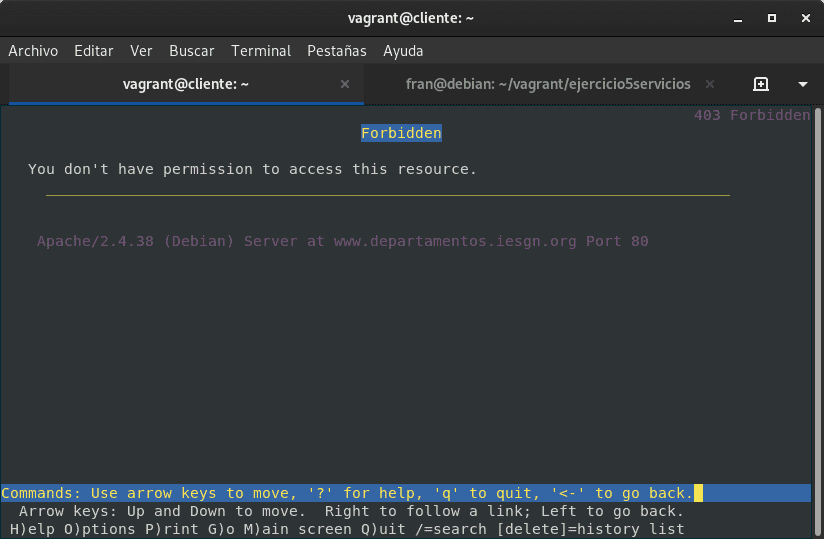 vagrant@cliente: ~
Archivo Editar Ver Buscar Terminal Pestañas Ayuda
vagrant@cliente: ~ fran@debian: ~/vagrant/ejercicio5servicios
403 Forbidden
Forbidden
You don't have permission to access this resource.
Apache/2.4.38 (Debian) Server at www.departamentos.iesgn.org Port 80
Commands: Use arrow keys to move, '?' for help, 'q' to quit, '<-' to go back.
Arrow keys: Up and Down to move.  Right to follow a link; Left to go back.
H)elp O)ptions P)rint G)o M)ain screen Q)uit /=search [delete]=history list